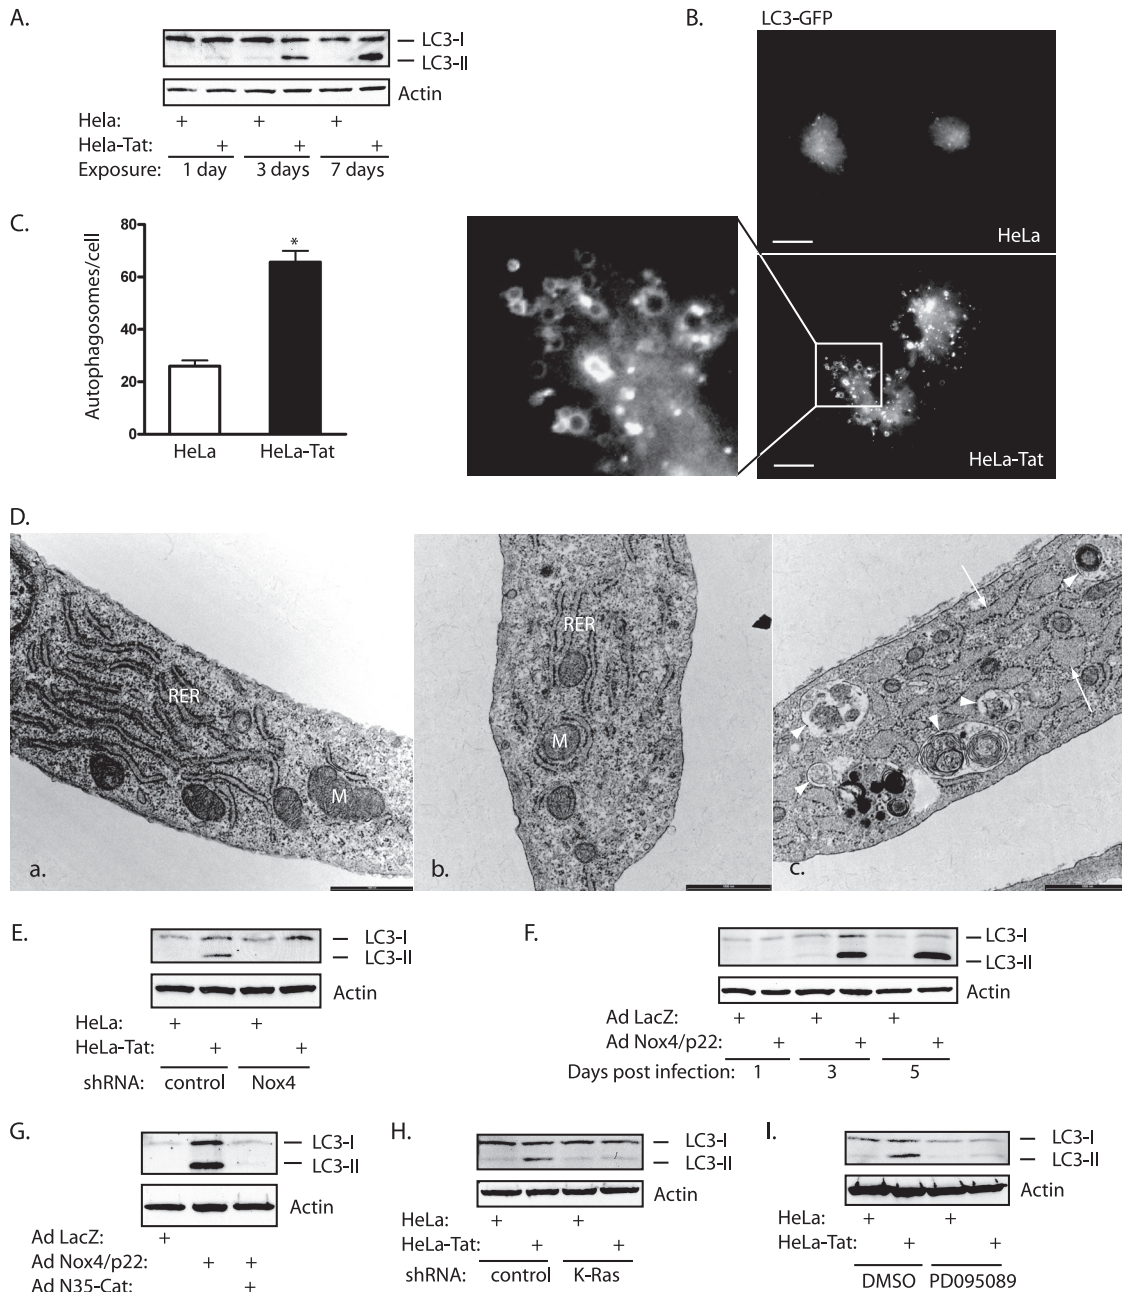 A.
LC3-I
LC3-II
Actin
Hela: + + +
Hela-Tat: + + +
Exposure: 1 day 3 days 7 days
B.
LC3-GFP
HeLa
HeLa-Tat
C.
Autophagosomes/cell
80
60
40
20
0
*
HeLa HeLa-Tat
D.
RER
M
a.
RER
M
b.
c.
E.
LC3-I
LC3-II
Actin
HeLa: + +
HeLa-Tat: + +
shRNA: control Nox4
F.
LC3-I
LC3-II
Actin
Ad LacZ: + + +
Ad Nox4/p22: + + +
Days post infection: 1 3 5
G.
LC3-I
LC3-II
Actin
Ad LacZ: +
Ad Nox4/p22: + +
Ad N35-Cat: +
H.
LC3-I
LC3-II
Actin
HeLa: + +
HeLa-Tat: + +
shRNA: control K-Ras
I.
LC3-I
LC3-II
Actin
HeLa: + +
HeLa-Tat: + +
DMSO PD095089